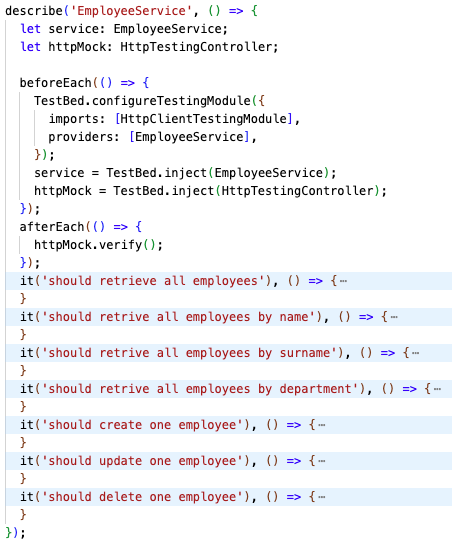 describe('EmployeeService', () => {
let service: EmployeeService;
let httpMock: HttpTestingController;
beforeEach(() => {
TestBed.configureTestingModule({
imports: [HttpClientTestingModule],
providers: [EmployeeService],
});
service = TestBed.inject(EmployeeService);
httpMock = TestBed.inject(HttpTestingController);
});
afterEach(() => {
httpMock.verify();
});
it('should retrieve all employees'), () => {⋯
}
it('should retrive all employees by name'), () => {⋯
}
it('should retrive all employees by surname'), () => {⋯
}
it('should retrive all employees by department'), () => {⋯
}
it('should create one employee'), () => {⋯
}
it('should update one employee'), () => {⋯
}
it('should delete one employee'), () => {⋯
}
});